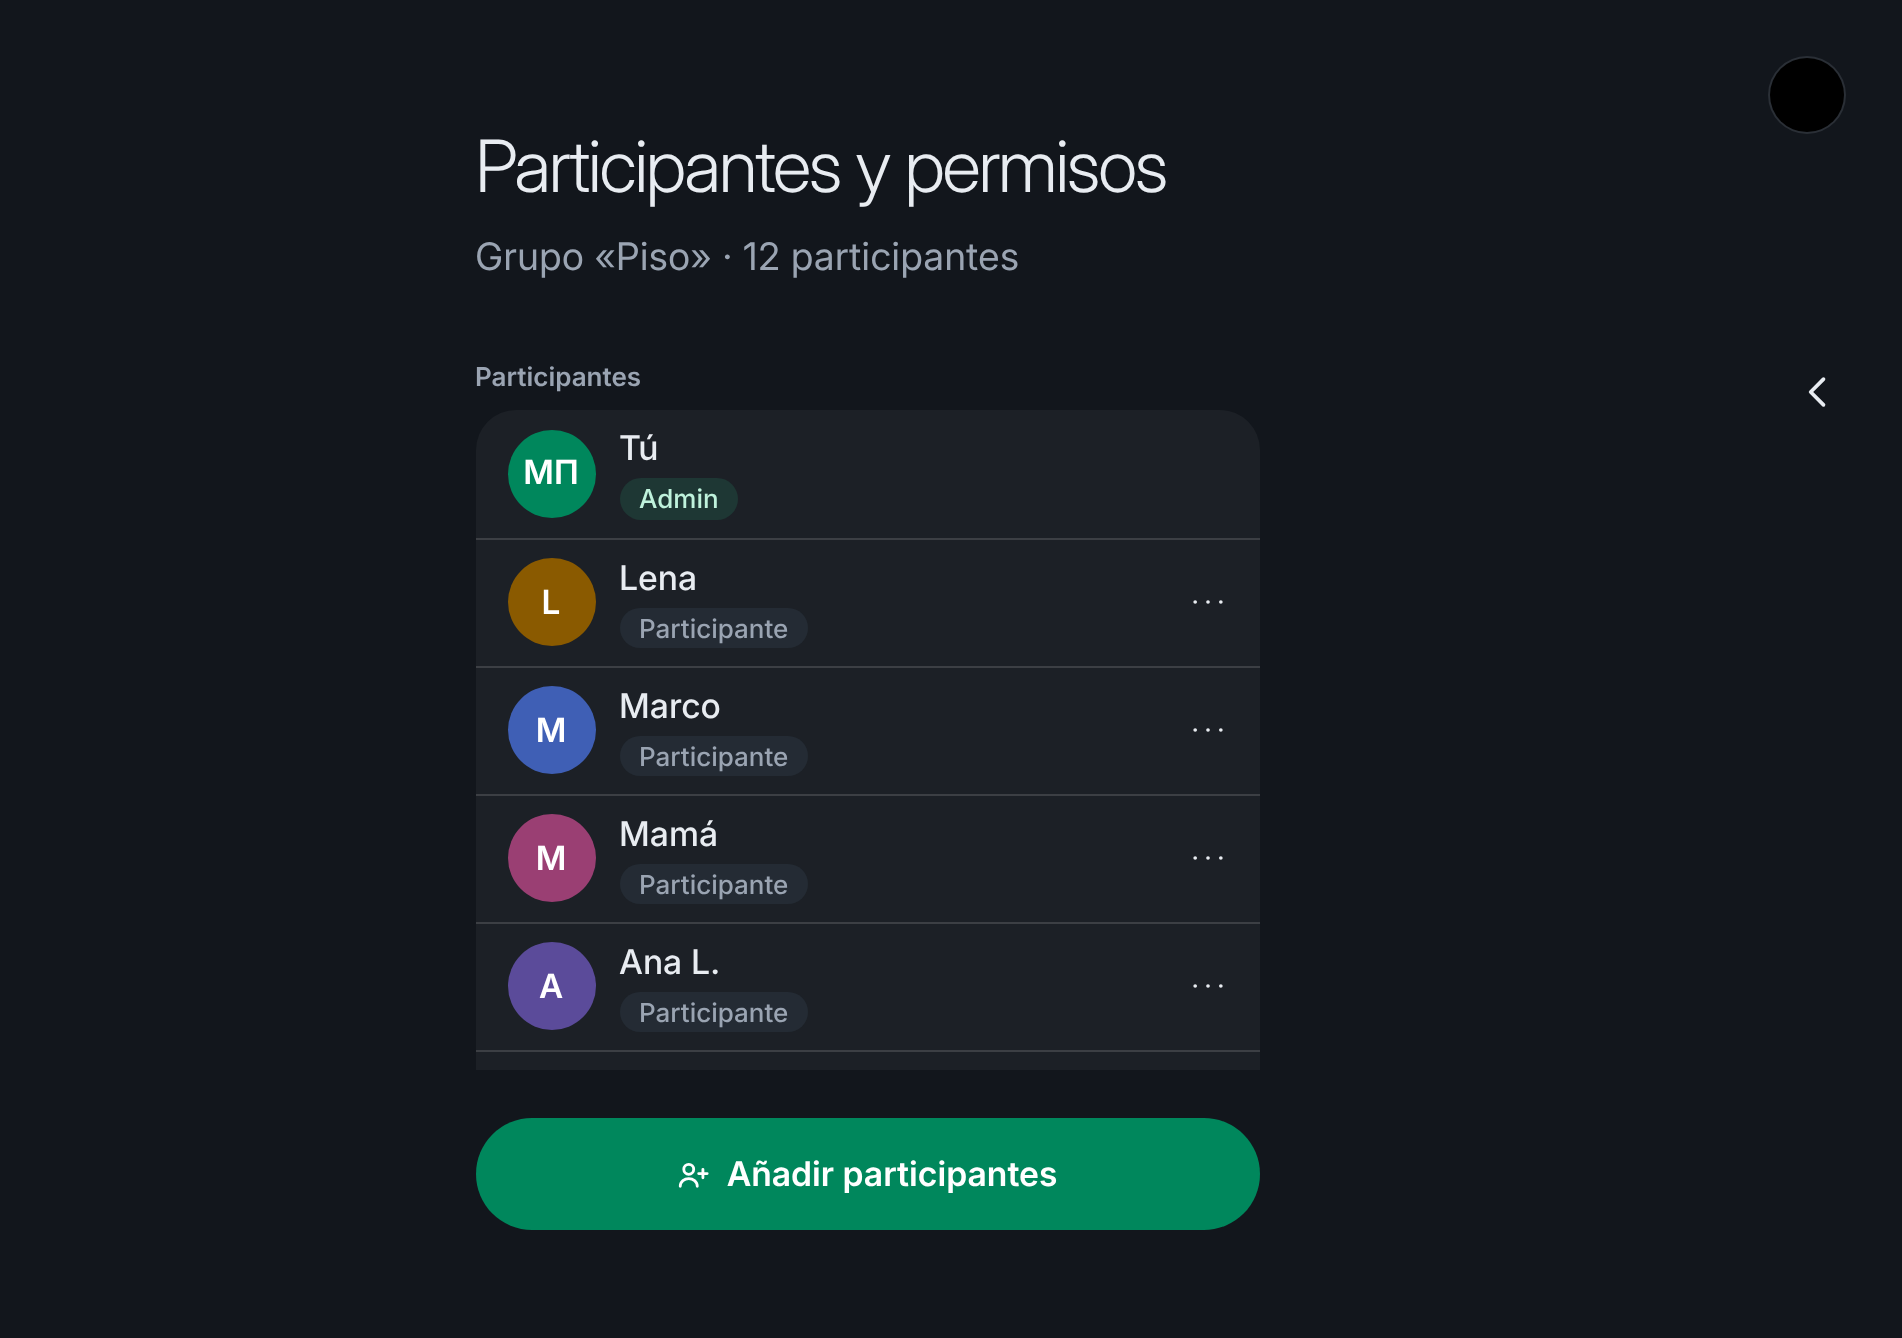 Participantes y permisos
Grupo «Piso» · 12 participantes
Participantes
МП
Tú
Admin
L
Lena
Participante
...
M
Marco
Participante
...
M
Mamá
Participante
...
A
Ana L.
Participante
...
Añadir participantes